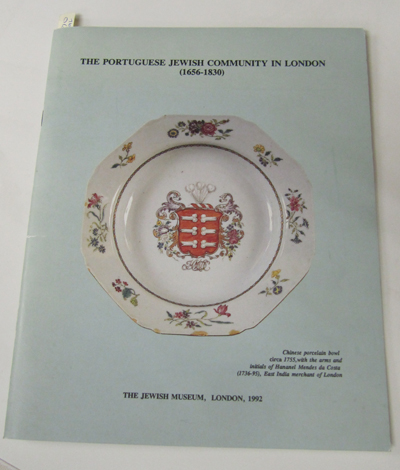 THE PORTUGUESE JEWISH COMMUNITY IN LONDON
(1656-1830)
Chinese porcelain bowl
circa 1755, with the arms and
initials of Hananel Mendes da Costa
(1736-95), East India merchant of London
THE JEWISH MUSEUM, LONDON, 1992